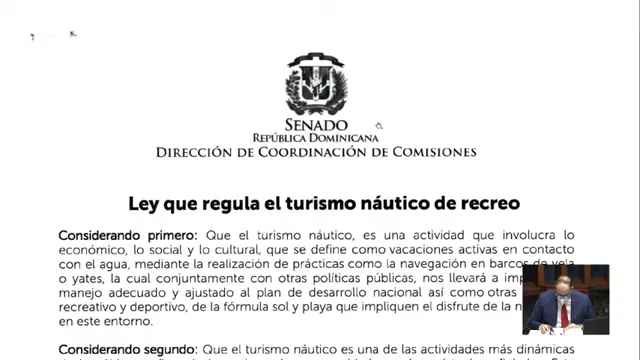 SENADO
REPÚBLICA DOMINICANA
DIRECCIÓN DE COORDINACIÓN DE COMISIONES
Ley que regula el turismo náutico de recreo
Considerando primero: Que el turismo náutico, es una actividad que involucra lo
económico, lo social y lo cultural, que se define como vacaciones activas en contacto
con el agua, mediante la realización de prácticas como la navegación en barcos de vela
o yates, la cual conjuntamente con otras políticas públicas, nos llevará a
manejo adecuado y ajustado al plan de desarrollo nacional así como otras
recreativo y deportivo, de la fórmula sol y playa que impliquen el disfrute de la
en este entorno.
Considerando segundo: Que el turismo náutico es una de las actividades más dinámicas